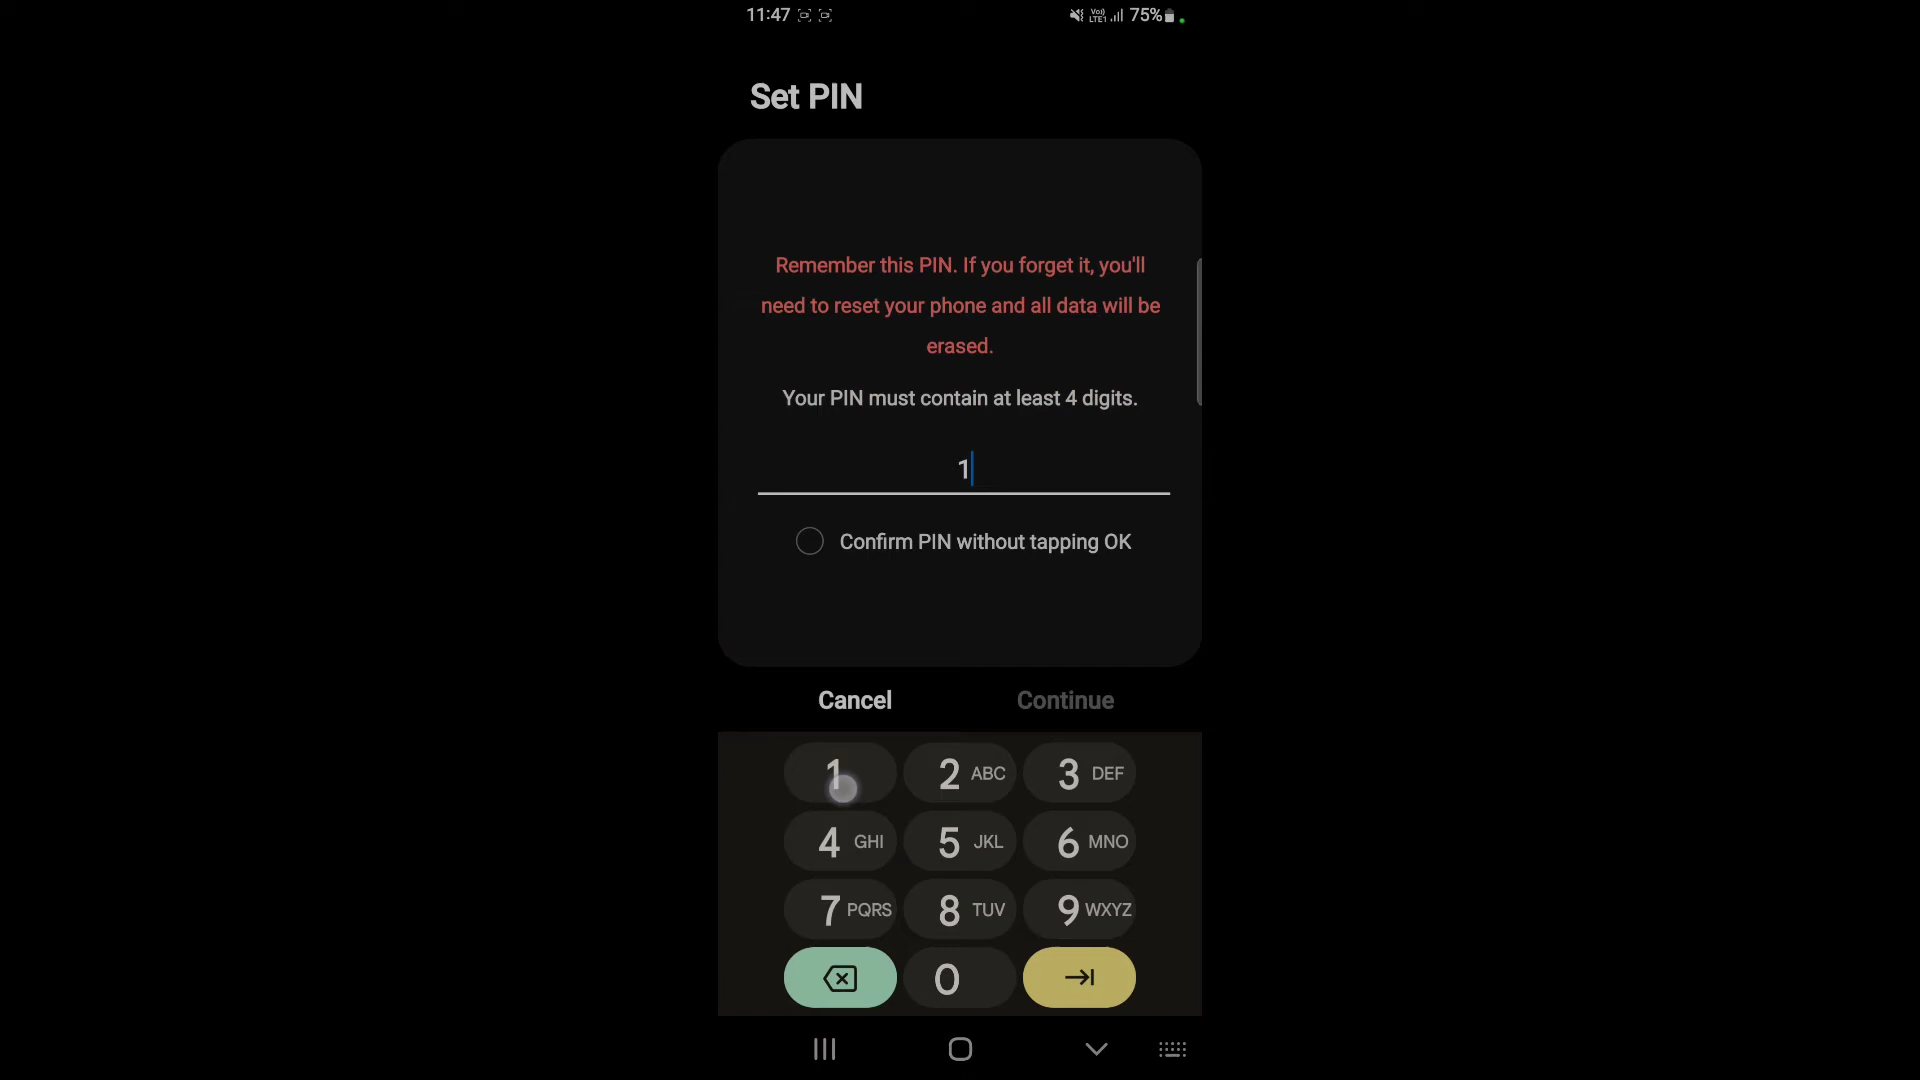 11:47 Vo) LTE1 75%
Set PIN
Remember this PIN. If you forget it, you'll
need to reset your phone and all data will be
erased.
Your PIN must contain at least 4 digits.
1
Confirm PIN without tapping OK
Cancel Continue
1 2 ABC 3 DEF
4 GHI 5 JKL 6 MNO
7 PQRS 8 TUV 9 WXYZ
0